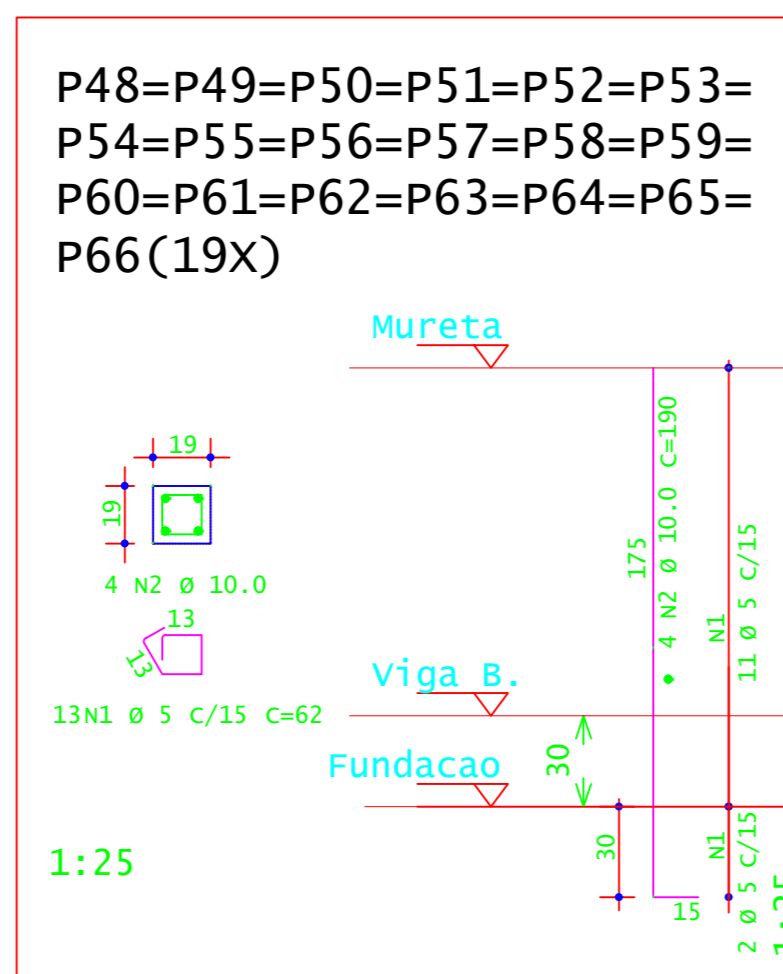 P48=P49=P50=P51=P52=P53=
P54=P55=P56=P57=P58=P59=
P60=P61=P62=P63=P64=P65=
P66(19X)
Mureta
19
19
4 N2 Ø 10.0
13
13
13N1 Ø 5 C/15 C=62
175
4 N2 Ø 10.0 C=190
N1
11 Ø 5 C/15
Viga B.
30
Fundacao
30
N1
2 Ø 5 C/15
15
1:25
1:25